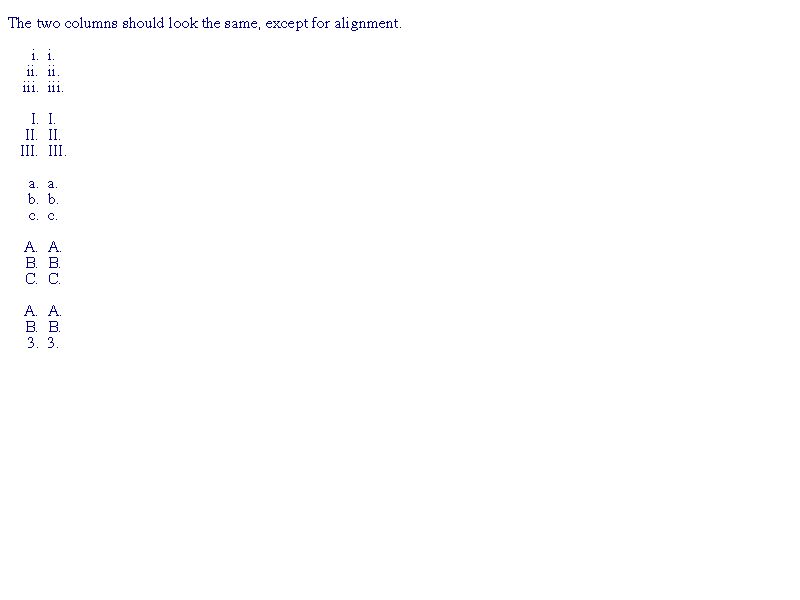 The two columns should look the same, except for alignment.
i. i.
ii. ii.
iii. iii.
I. I.
II. II.
III. III.
a. a.
b. b.
c. c.
A. A.
B. B.
C. C.
A. A.
B. B.
3. 3.